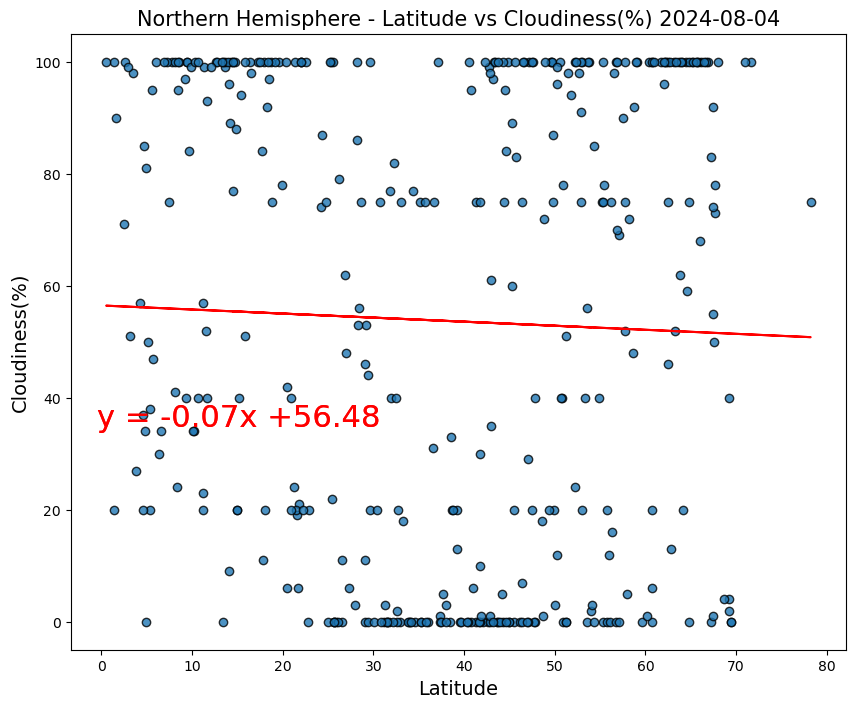 Northern Hemisphere - Latitude vs Cloudiness(%) 2024-08-04
Cloudiness(%)
100
80
60
40
20
0
y = -0.07x +56.48
0 10 20 30 40 50 60 70 80
Latitude